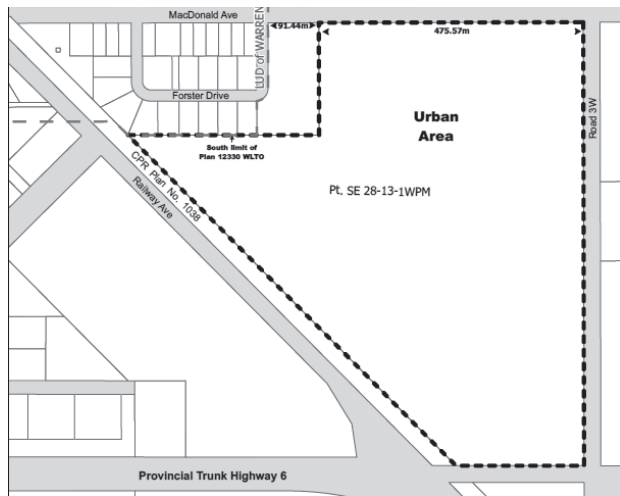 MacDonald Ave
91.44m
475.57m
LUD of WARREN
Forster Drive
Urban
Area
Road 3W
South limit of
Plan 12330 WLTO
CPR Plan No. 1038
Railway Ave
Pt. SE 28-13-1WPM
Provincial Trunk Highway 6